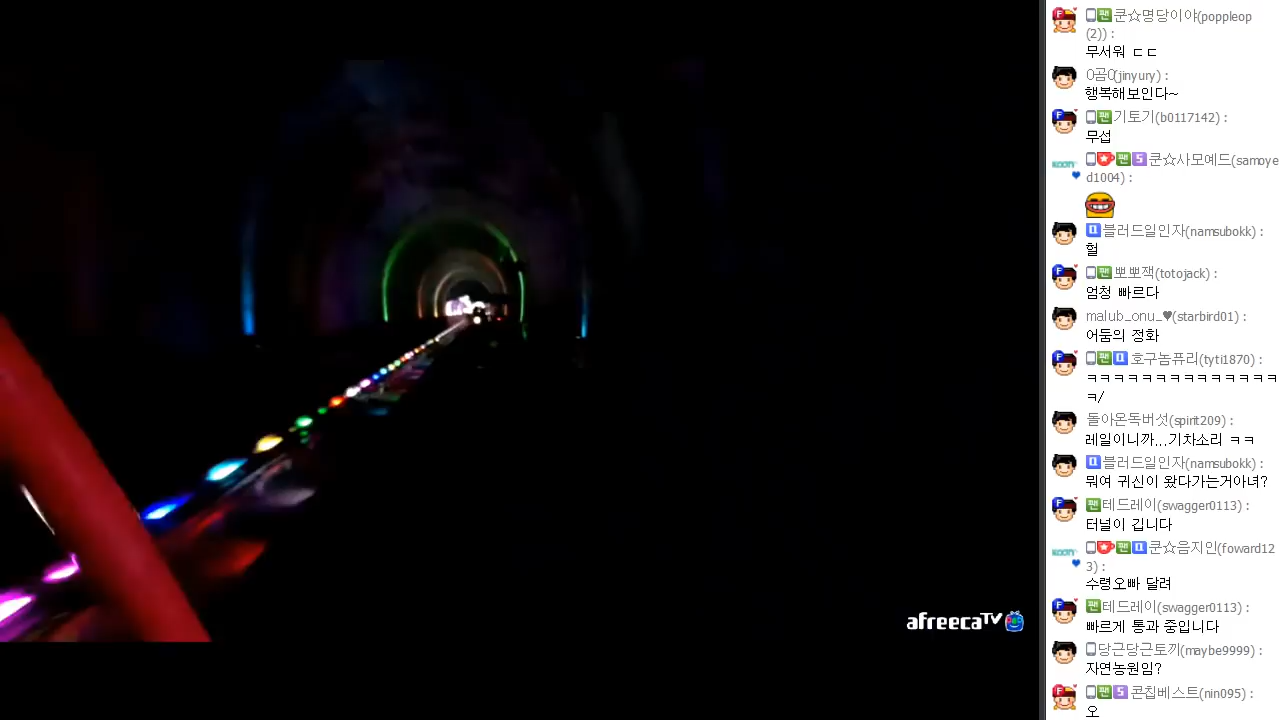 쿤☆명당이야(poppleop
(2)) :
무서워 ㄷㄷ
0곰0(jinyury) :
행복해보인다~
기토기(b0117142) :
무섭
쿤☆사모예드(samoye
d1004) :
블러드일인자(namsubokk) :
헐
뽀뽀잭(totojack) :
엄청 빠르다
malub_onu_♥(starbird01) :
어둠의 정화
호구놈퓨리(tyti1870) :
ㅋㅋㅋㅋㅋㅋㅋㅋㅋㅋㅋㅋㅋㅋ
ㅋ/
돌아온독버섯(spirit209) :
레일이니까...기차소리 ㅋㅋ
블러드일인자(namsubokk) :
뭐여 귀신이 왔다가는거아녀?
테드레이(swagger0113) :
터널이 깁니다
쿤☆음지인(foward12
3) :
수령오빠 달려
테드레이(swagger0113) :
빠르게 통과 중입니다
당근당근토끼(maybe9999) :
자연농원임?
콘칩베스트(nin095) :
오
afreecaTV